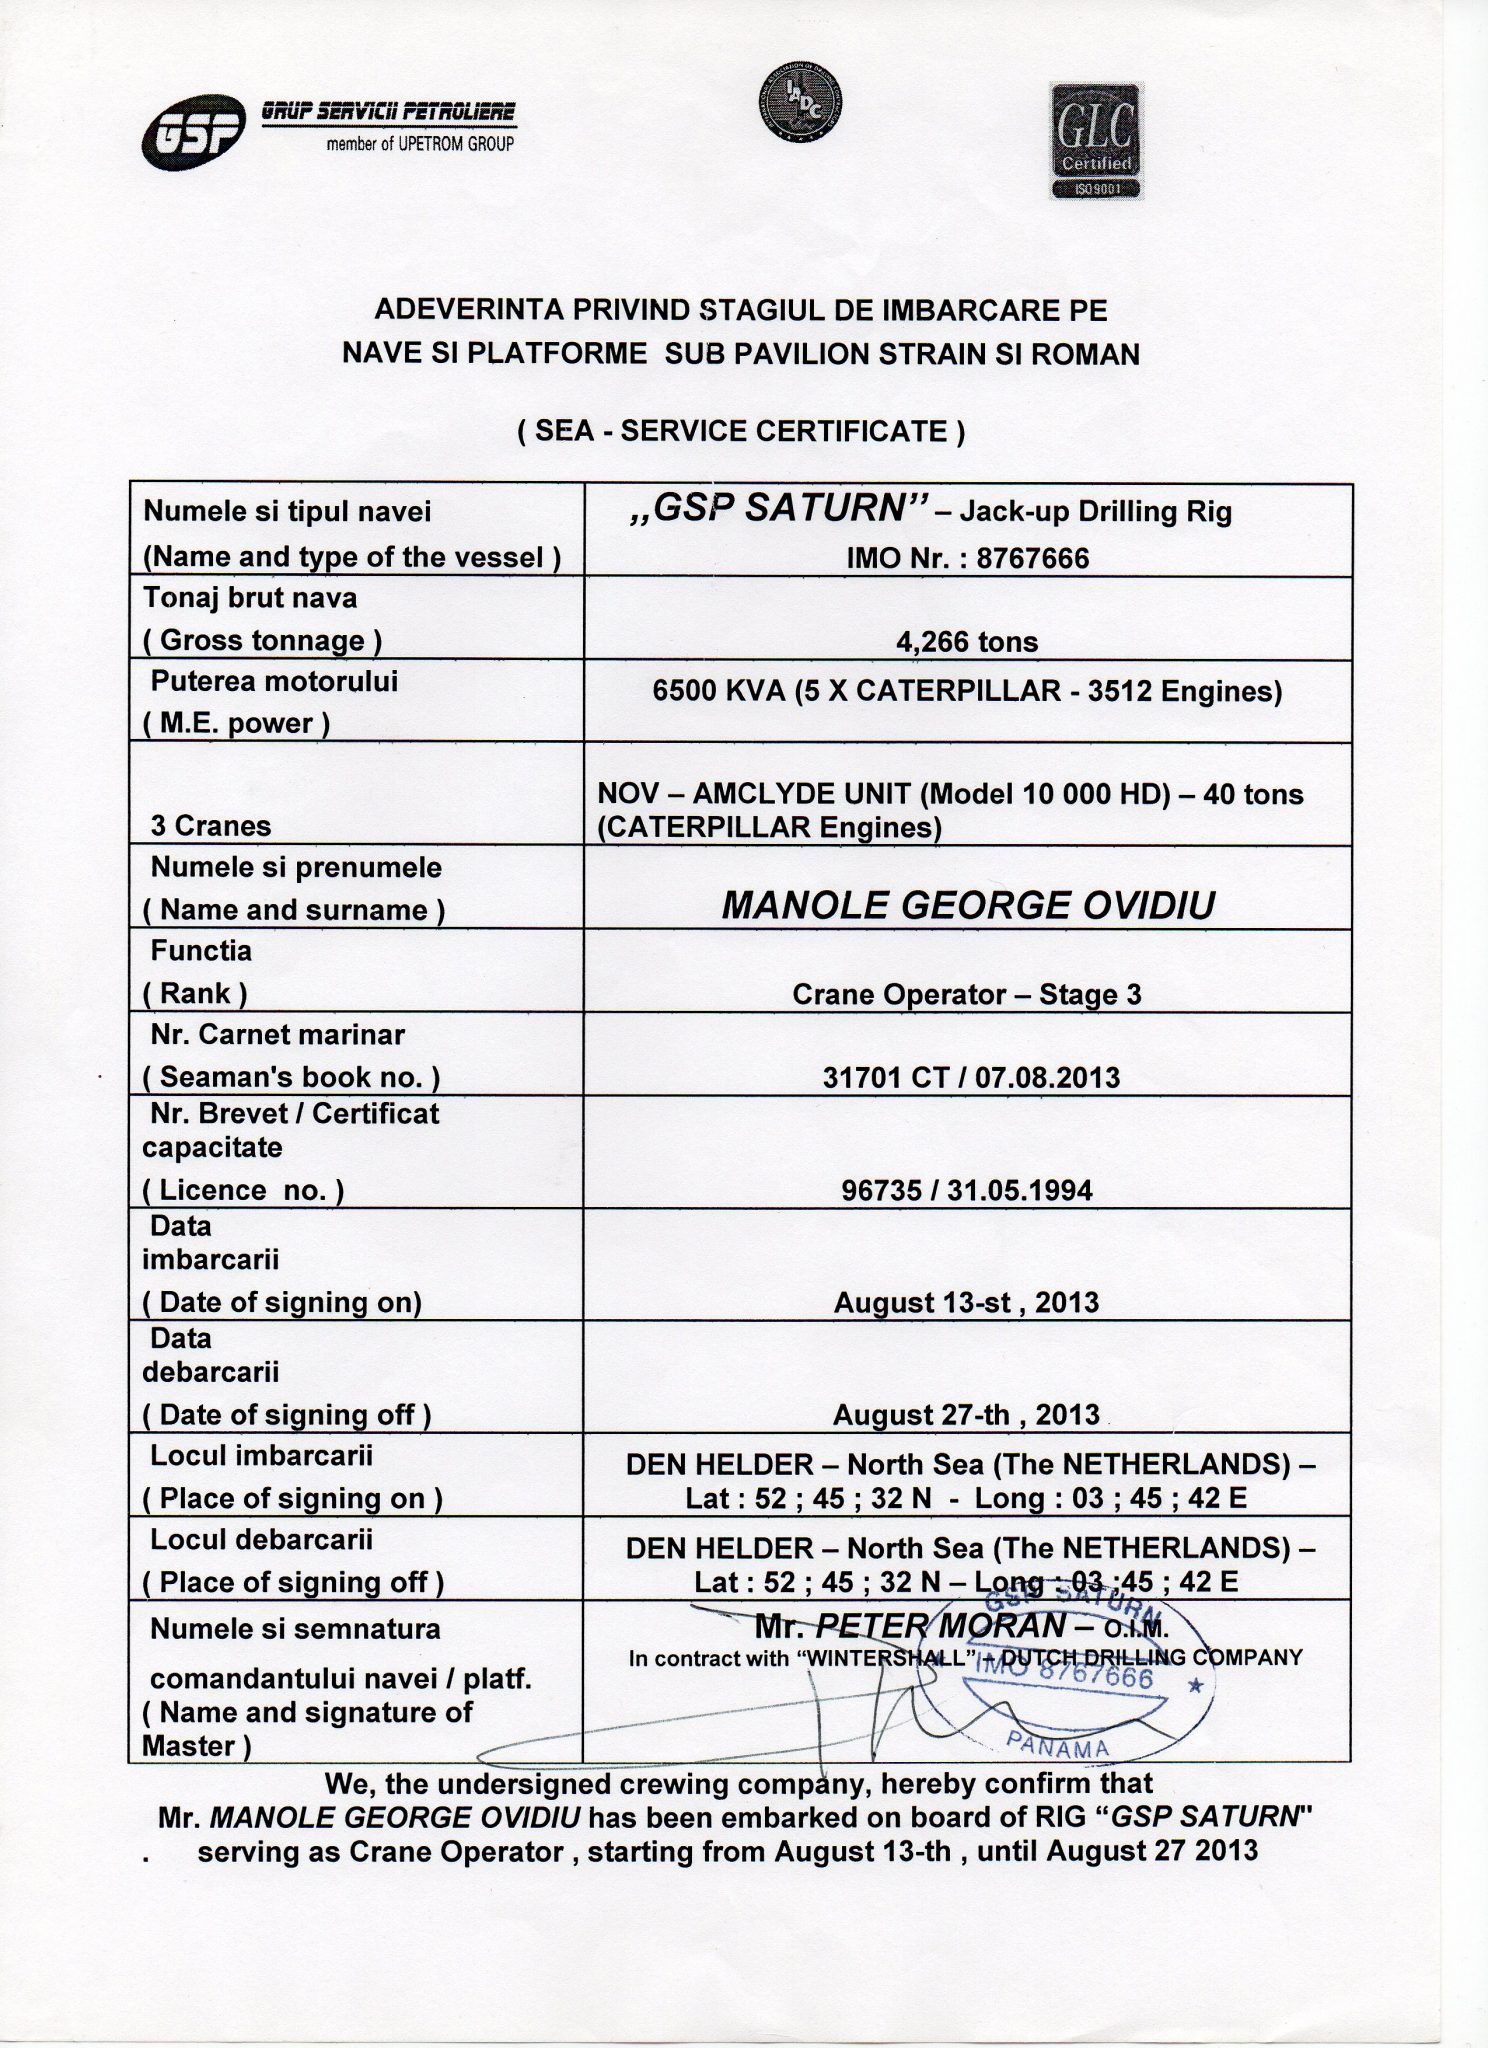 GSP GRUP SERVICII PETROLIERE
member of UPETROM GROUP
INTERNATIONAL ASSOCIATION OF DRILLING CONTRACTORS
IADC
GLC
Certified
ISO9001
ADEVERINTA PRIVIND STAGIUL DE IMBARCARE PE
NAVE SI PLATFORME SUB PAVILION STRAIN SI ROMAN
( SEA - SERVICE CERTIFICATE )
Numele si tipul navei
(Name and type of the vessel )
,,GSP SATURN” – Jack-up Drilling Rig
IMO Nr. : 8767666
Tonaj brut nava
( Gross tonnage )
4,266 tons
Puterea motorului
( M.E. power )
6500 KVA (5 X CATERPILLAR - 3512 Engines)
3 Cranes
NOV – AMCLYDE UNIT (Model 10 000 HD) – 40 tons
(CATERPILLAR Engines)
Numele si prenumele
( Name and surname )
MANOLE GEORGE OVIDIU
Functia
( Rank )
Crane Operator – Stage 3
Nr. Carnet marinar
( Seaman's book no. )
31701 CT / 07.08.2013
Nr. Brevet / Certificat
capacitate
( Licence no. )
96735 / 31.05.1994
Data
imbarcarii
( Date of signing on)
August 13-st , 2013
Data
debarcarii
( Date of signing off )
August 27-th , 2013
Locul imbarcarii
( Place of signing on )
DEN HELDER – North Sea (The NETHERLANDS) –
Lat : 52 ; 45 ; 32 N - Long : 03 ; 45 ; 42 E
Locul debarcarii
( Place of signing off )
DEN HELDER – North Sea (The NETHERLANDS) –
Lat : 52 ; 45 ; 32 N – Long : 03 ;45 ; 42 E
Numele si semnatura
comandantului navei / platf.
( Name and signature of
Master )
Mr. PETER MORAN – O.I.M.
In contract with “WINTERSHALL” – DUTCH DRILLING COMPANY
GSP SATURN
IMO 8767666
PANAMA
We, the undersigned crewing company, hereby confirm that
Mr. MANOLE GEORGE OVIDIU has been embarked on board of RIG “GSP SATURN"
. serving as Crane Operator , starting from August 13-th , until August 27 2013